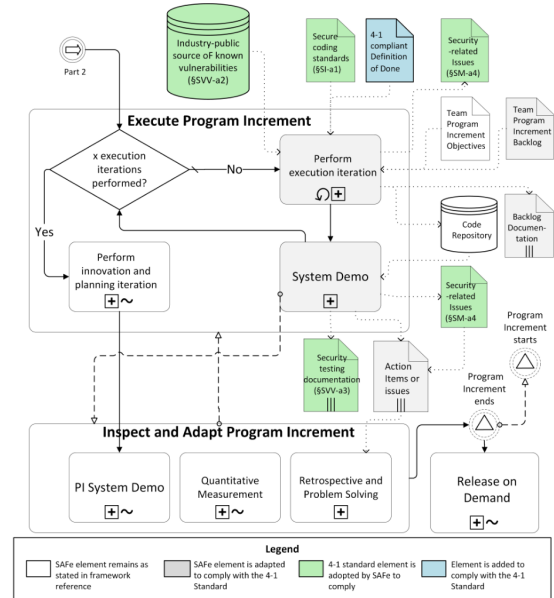 Part 2
Industry-public
source oF known
vulnerabilities
(§SVV-a2)
Secure
coding
standards
(§SI-a1)
4-1
compliant
Definition
of Done
Security
-related
Issues
(§SM-a4)
Team
Program
Increment
Objectives
Team
Program
Increment
Backlog
Execute Program Increment
x execution
iterations
performed?
No
Yes
Perform
execution iteration
Code
Repository
Backlog
Documen-
tation
Perform
innovation and
planning iteration
System Demo
Security
-related
Issues
(§SM-a4
Security
testing
documentation
(§SVV-a3)
Action
Items or
issues
Program
Increment
starts
Program
Increment
ends
Inspect and Adapt Program Increment
PI System Demo
Quantitative
Measurement
Retrospective and
Problem Solving
Release on
Demand
Legend
SAFe element remains as
stated in framework
reference
SAFe element is adapted
to comply with the 4-1
Standard
4-1 standard element is
adopted by SAFe to
comply
Element is added to
comply with the 4-1
Standard